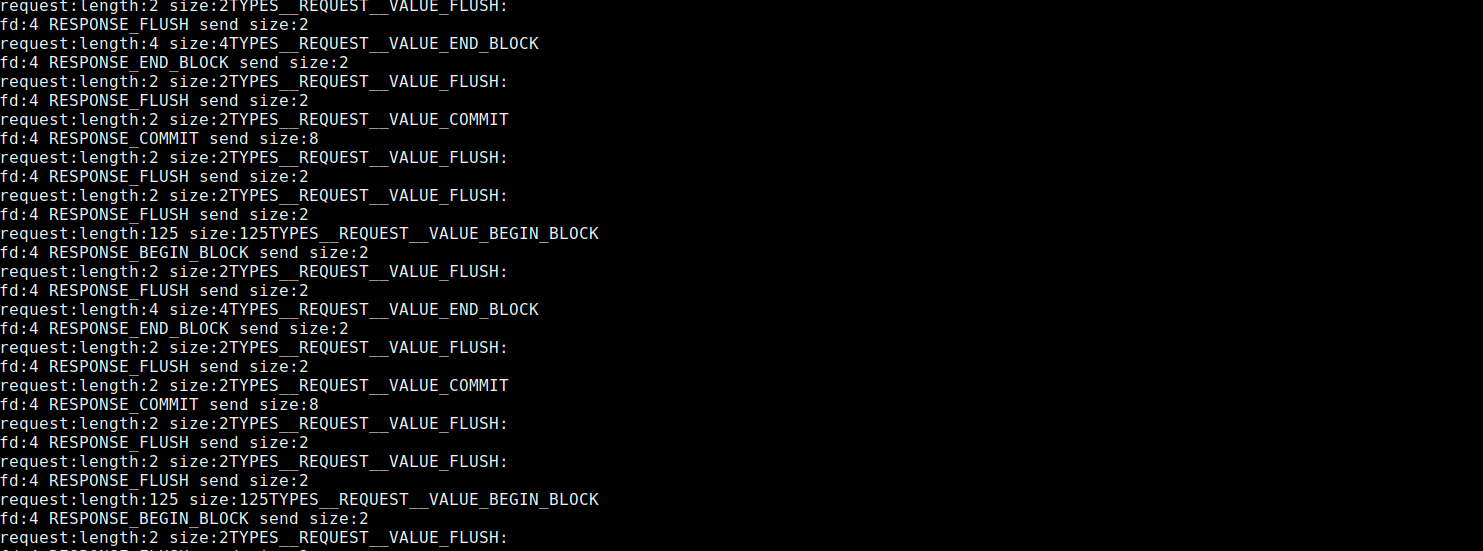 request:length:2 size:2TYPES__REQUEST__VALUE_FLUSH:
fd:4 RESPONSE_FLUSH send size:2
request:length:4 size:4TYPES__REQUEST__VALUE_END_BLOCK
fd:4 RESPONSE_END_BLOCK send size:2
request:length:2 size:2TYPES__REQUEST__VALUE_FLUSH:
fd:4 RESPONSE_FLUSH send size:2
request:length:2 size:2TYPES__REQUEST__VALUE_COMMIT
fd:4 RESPONSE_COMMIT send size:8
request:length:2 size:2TYPES__REQUEST__VALUE_FLUSH:
fd:4 RESPONSE_FLUSH send size:2
request:length:2 size:2TYPES__REQUEST__VALUE_FLUSH:
fd:4 RESPONSE_FLUSH send size:2
request:length:125 size:125TYPES__REQUEST__VALUE_BEGIN_BLOCK
fd:4 RESPONSE_BEGIN_BLOCK send size:2
request:length:2 size:2TYPES__REQUEST__VALUE_FLUSH:
fd:4 RESPONSE_FLUSH send size:2
request:length:4 size:4TYPES__REQUEST__VALUE_END_BLOCK
fd:4 RESPONSE_END_BLOCK send size:2
request:length:2 size:2TYPES__REQUEST__VALUE_FLUSH:
fd:4 RESPONSE_FLUSH send size:2
request:length:2 size:2TYPES__REQUEST__VALUE_COMMIT
fd:4 RESPONSE_COMMIT send size:8
request:length:2 size:2TYPES__REQUEST__VALUE_FLUSH:
fd:4 RESPONSE_FLUSH send size:2
request:length:2 size:2TYPES__REQUEST__VALUE_FLUSH:
fd:4 RESPONSE_FLUSH send size:2
request:length:125 size:125TYPES__REQUEST__VALUE_BEGIN_BLOCK
fd:4 RESPONSE_BEGIN_BLOCK send size:2
request:length:2 size:2TYPES__REQUEST__VALUE_FLUSH: